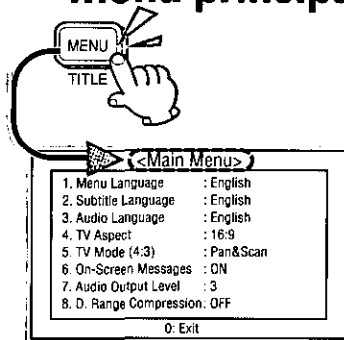 MENU
TITLE
<Main Menu>
1. Menu Language : English
2. Subtitle Language : English
3. Audio Language : English
4. TV Aspect : 16:9
5. TV Mode (4:3) : Pan&Scan
6. On-Screen Messages : ON
7. Audio Output Level : 3
8. D. Range Compression: OFF
0: Exit